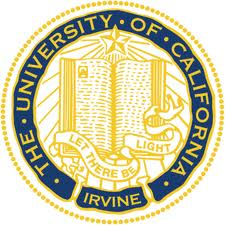 · THE · UNIVERSITY · OF · CALIFORNIA ·
LET THERE BE LIGHT
IRVINE